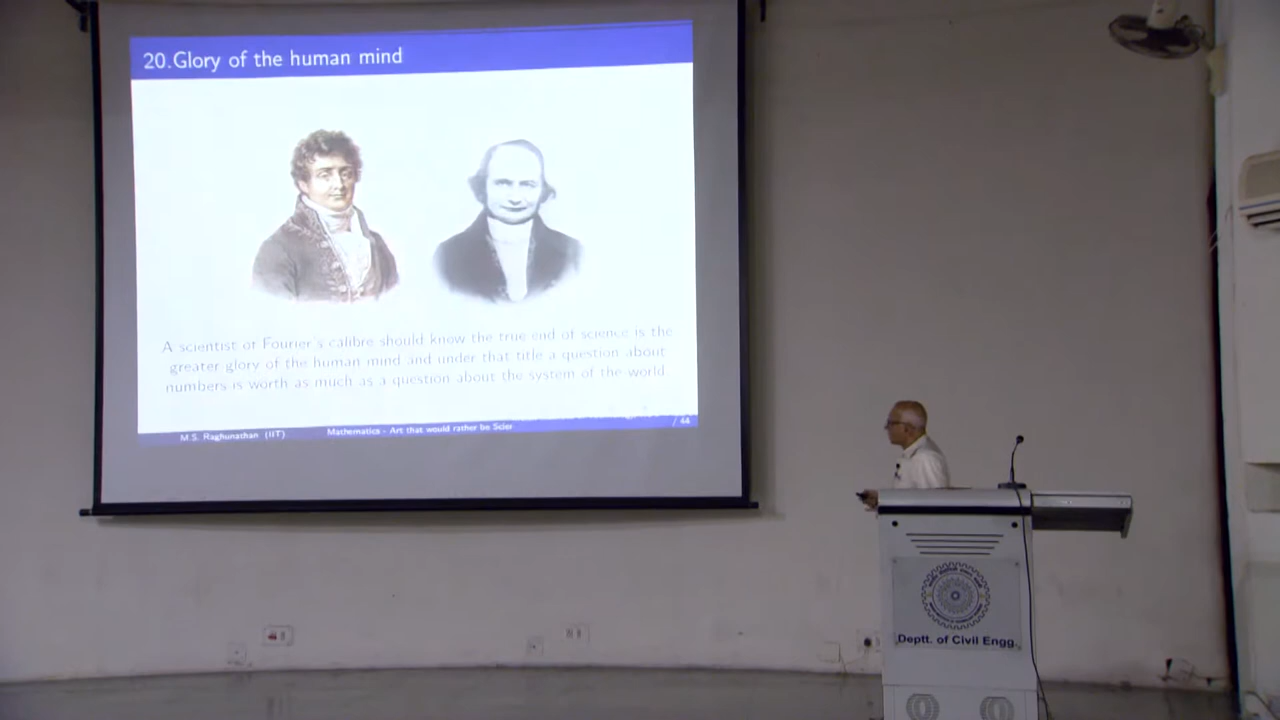 20.Glory of the human mind
A scientist of Fourier's calibre should know the true end of science is the
greater glory of the human mind and under that title a question about
numbers is worth as much as a question about the system of the world.
M.S. Raghunathan (IIT) Mathematics - Art that would rather be Scier / 44
Deptt. of Civil Engg.